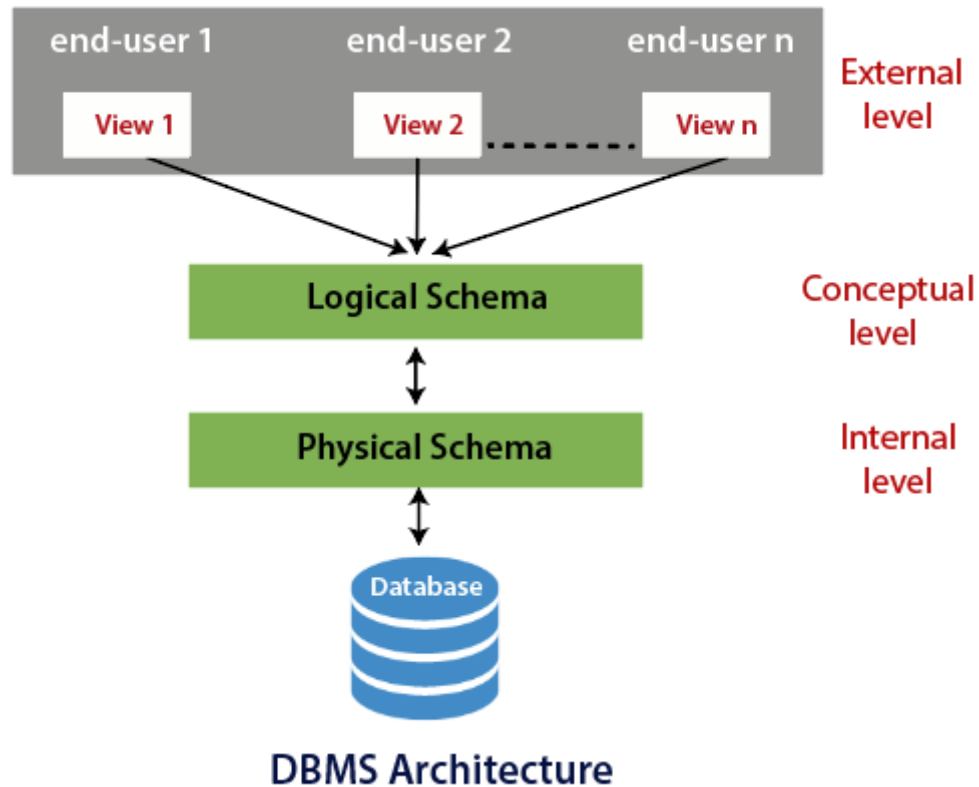 end-user 1
end-user 2
end-user n
View 1
View 2
View n
External
level
Logical Schema
Conceptual
level
Physical Schema
Internal
level
Database
DBMS Architecture